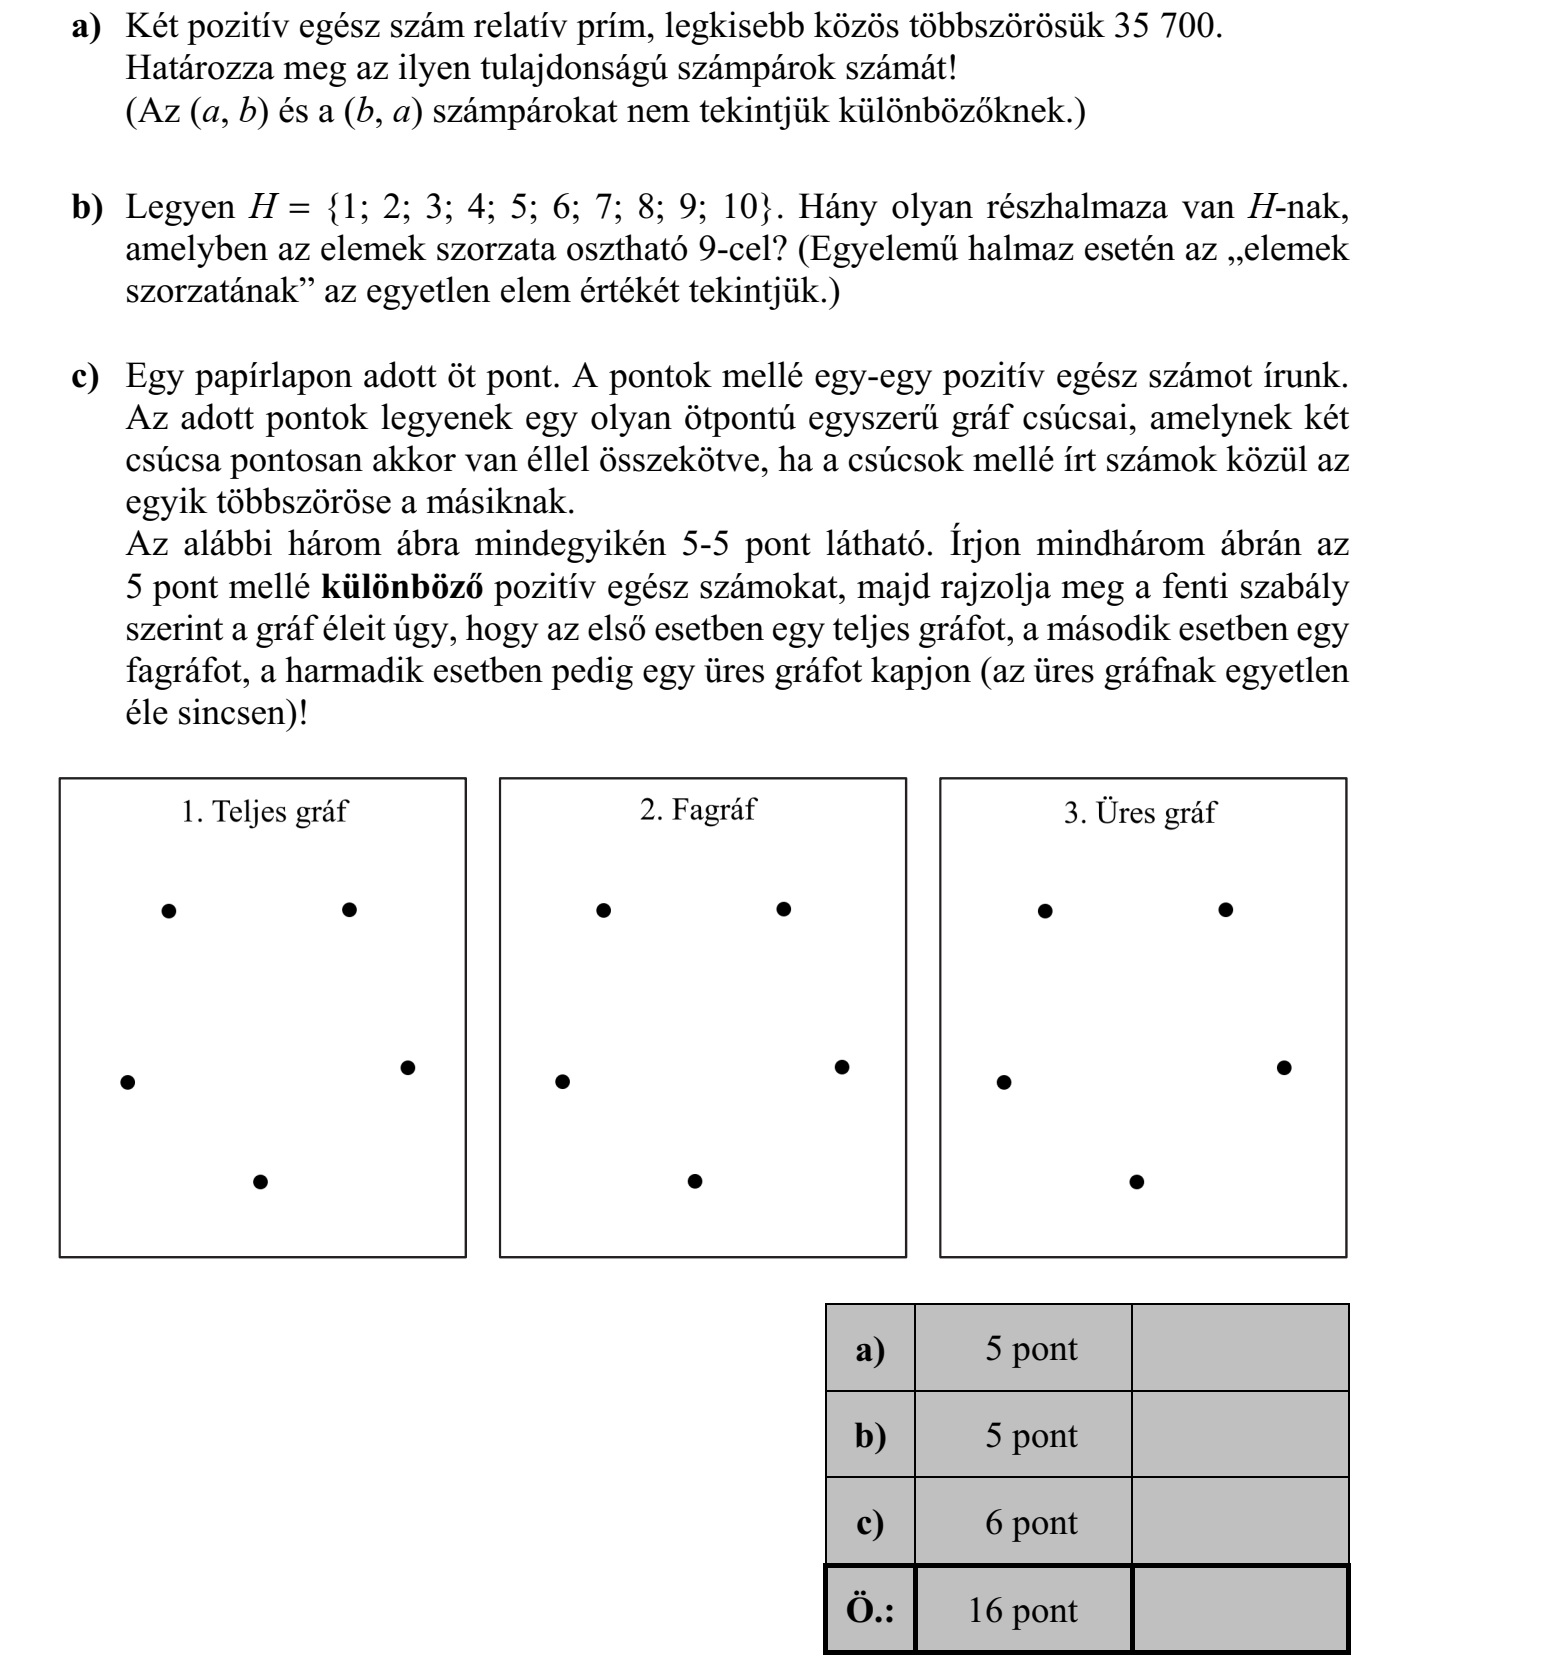 a) Két pozitív egész szám relatív prím, legkisebb közös többszörösük 35 700.
Határozza meg az ilyen tulajdonságú számpárok számát!
(Az (a, b) és a (b, a) számpárokat nem tekintjük különbözőknek.)
b) Legyen H = {1; 2; 3; 4; 5; 6; 7; 8; 9; 10}. Hány olyan részhalmaza van H-nak,
amelyben az elemek szorzata osztható 9-cel? (Egyelemű halmaz esetén az „elemek
szorzatának” az egyetlen elem értékét tekintjük.)
c) Egy papírlapon adott öt pont. A pontok mellé egy-egy pozitív egész számot írunk.
Az adott pontok legyenek egy olyan ötpontú egyszerű gráf csúcsai, amelynek két
csúcsa pontosan akkor van éllel összekötve, ha a csúcsok mellé írt számok közül az
egyik többszöröse a másiknak.
Az alábbi három ábra mindegyikén 5-5 pont látható. Írjon mindhárom ábrán az
5 pont mellé különböző pozitív egész számokat, majd rajzolja meg a fenti szabály
szerint a gráf éleit úgy, hogy az első esetben egy teljes gráfot, a második esetben egy
fagráfot, a harmadik esetben pedig egy üres gráfot kapjon (az üres gráfnak egyetlen
éle sincsen)!
1. Teljes gráf
2. Fagráf
3. Üres gráf
a) 5 pont
b) 5 pont
c) 6 pont
Ö.: 16 pont